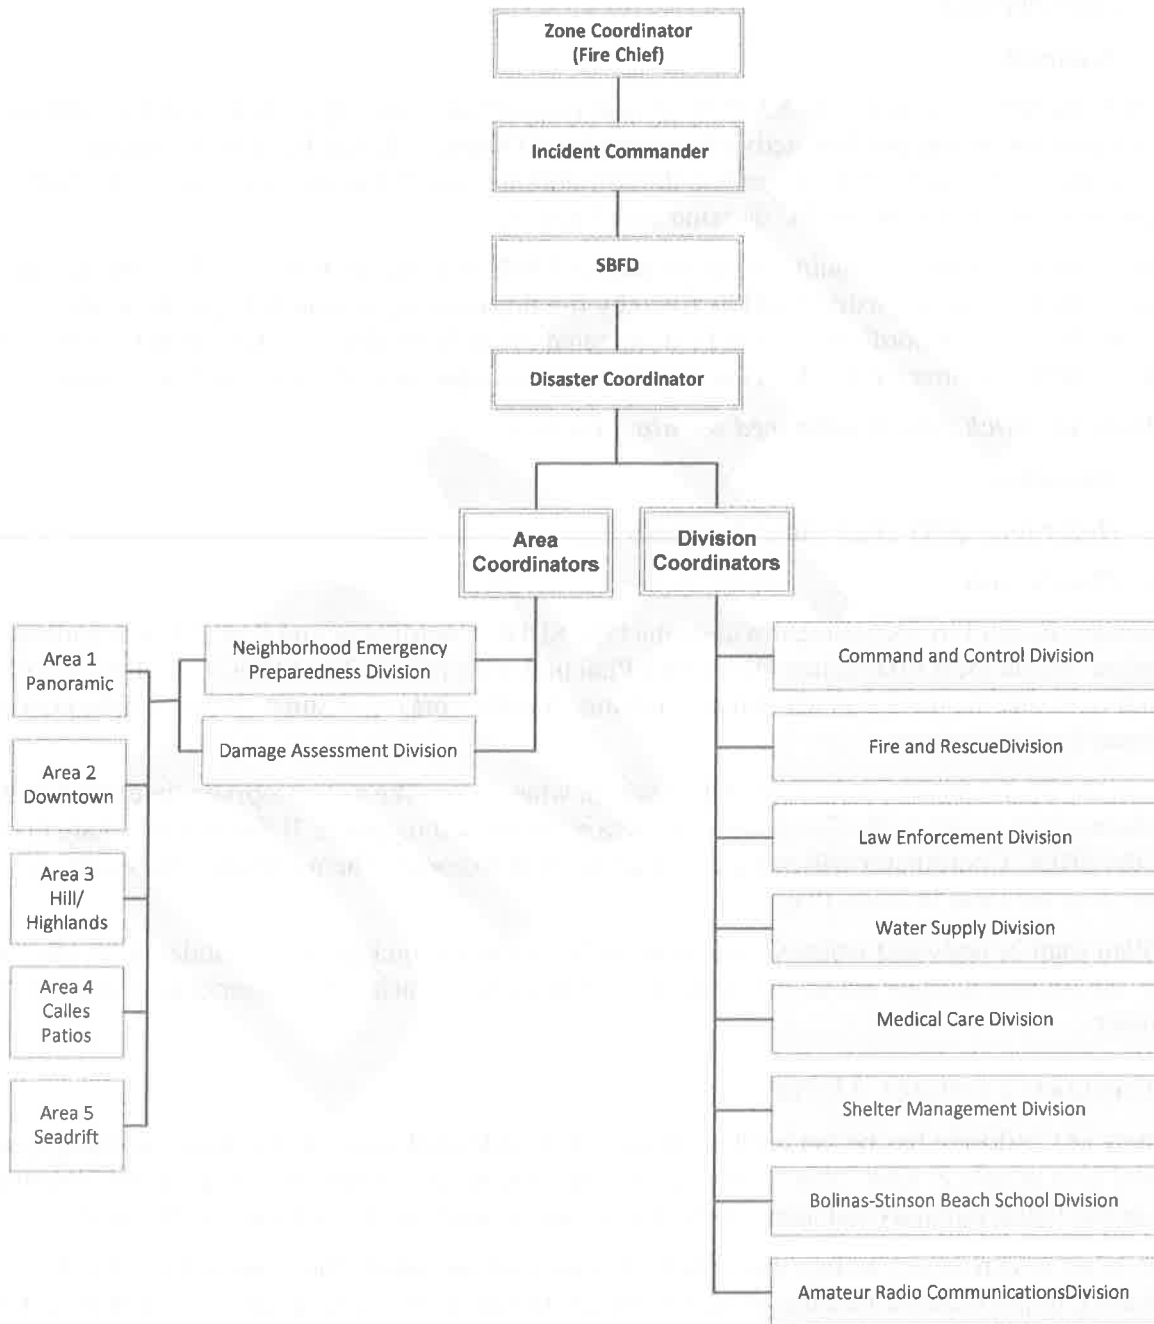 Zone Coordinator
(Fire Chief)
Incident Commander
SBFD
Disaster Coordinator
Area
Coordinators
Division
Coordinators
Neighborhood Emergency
Preparedness Division
Damage Assessment Division
Area 1
Panoramic
Area 2
Downtown
Area 3
Hill/
Highlands
Area 4
Calles
Patios
Area 5
Seadrift
Command and Control Division
Fire and RescueDivision
Law Enforcement Division
Water Supply Division
Medical Care Division
Shelter Management Division
Bolinas-Stinson Beach School Division
Amateur Radio CommunicationsDivision